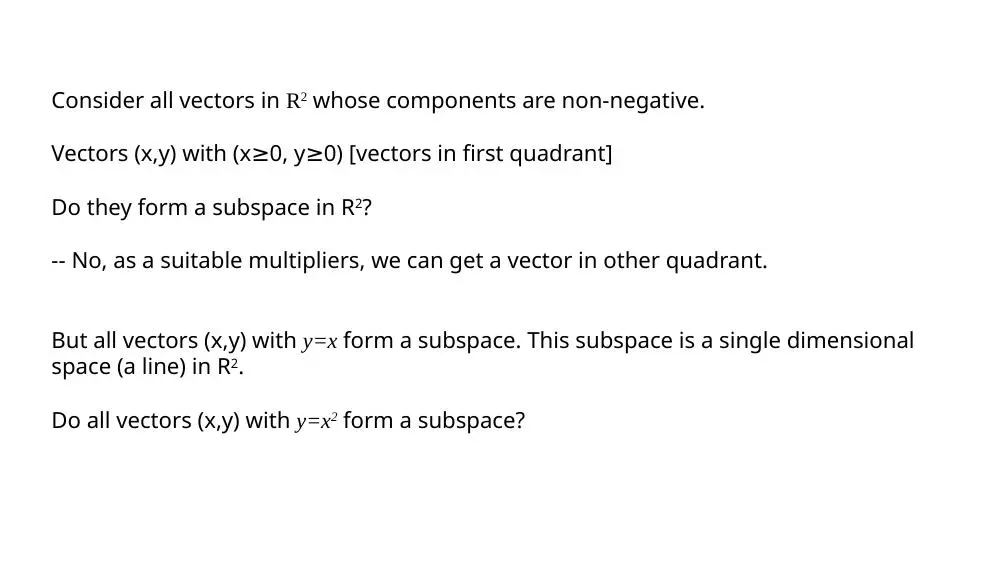 Consider all vectors in R² whose components are non-negative.
Vectors (x,y) with (x≥0, y≥0) [vectors in first quadrant]
Do they form a subspace in R²?
-- No, as a suitable multipliers, we can get a vector in other quadrant.
But all vectors (x,y) with y=x form a subspace. This subspace is a single dimensional
space (a line) in R².
Do all vectors (x,y) with y=x² form a subspace?